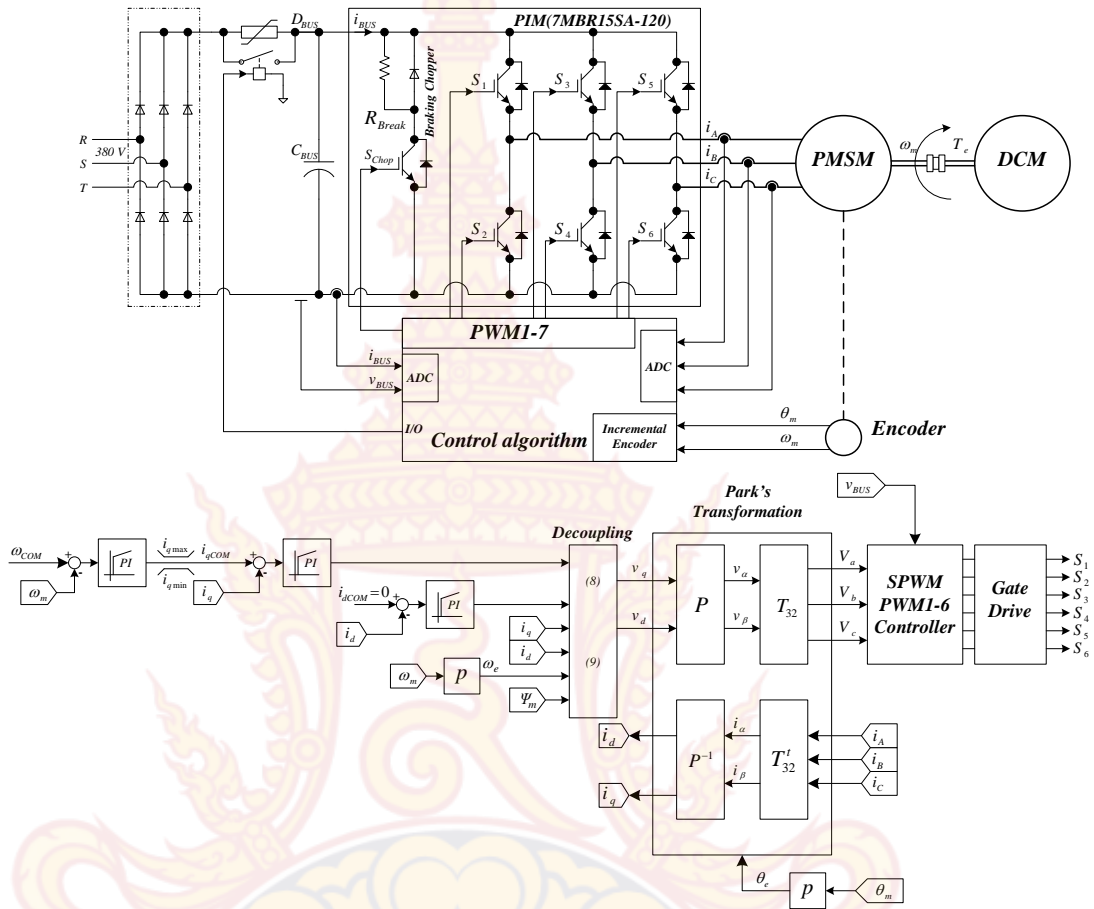 PIM(7MBR15SA-120)
D_BUS
i_BUS
Braking Chopper
S_1
S_3
S_5
R_Break
i_A
R
380 V
S
T
C_BUS
S_Chop
i_B
i_C
PMSM
ω_m
T_e
DCM
S_2
S_4
S_6
PWM1-7
i_BUS
v_BUS
ADC
ADC
I/O
Control algorithm
Incremental
Encoder
θ_m
ω_m
Encoder
Park's
Transformation
v_BUS
Decoupling
ω_COM
+
-
PI
i_qmax
i_qmin
i_qCOM
+
-
PI
ω_m
i_q
i_dCOM = 0
+
-
PI
i_d
(8)
(9)
i_q
i_d
ω_m
p
ω_e
Ψ_m
v_q
v_d
P
v_α
v_β
T_32
V_a
V_b
V_c
SPWM
PWM1-6
Controller
Gate
Drive
S_1
S_2
S_3
S_4
S_5
S_6
i_d
i_q
P^-1
i_α
i_β
T^t_32
i_A
i_B
i_C
θ_e
p
θ_m